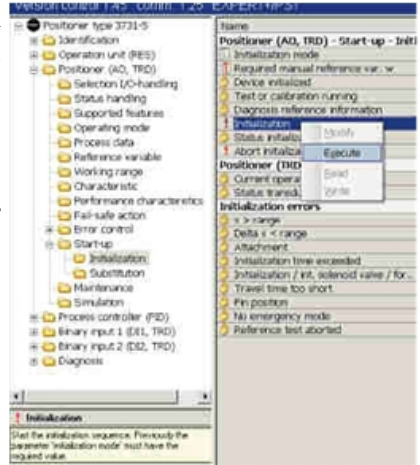 Version control 1.45 comm. 1.25 EXPERT+/PST
Positioner type 3731-5
Identification
Operation unit (RES)
Positioner (AO, TRD)
Selection I/O-handling
Status handling
Supported features
Operating mode
Process data
Reference variable
Working range
Characteristic
Performance characteristics
Fail-safe action
Error control
Start-up
Initialization
Substitution
Maintenance
Simulation
Process controller (PID)
Binary input 1 (DI1, TRD)
Binary input 2 (DI2, TRD)
Diagnosis
! Initialization
Start the initialization sequence. Previously the
parameter 'initialization mode' must have the
required value.
Name
Positioner (AO, TRD) - Start-up - Initi
Initialization mode
! Required manual reference var. w
Device initialized
Test or calibration running
Diagnosis reference information
! Initialization
Status initializ
! Abort initializa
Positioner (TRD
Current opera
Status transdu
Modify
Execute
Read
Write
Initialization errors
x > range
Delta x < range
Attachment
Initialization time exceeded
Initialization / int. solenoid valve / for...
Travel time too short
Pin position
No emergency mode
Reference test aborted